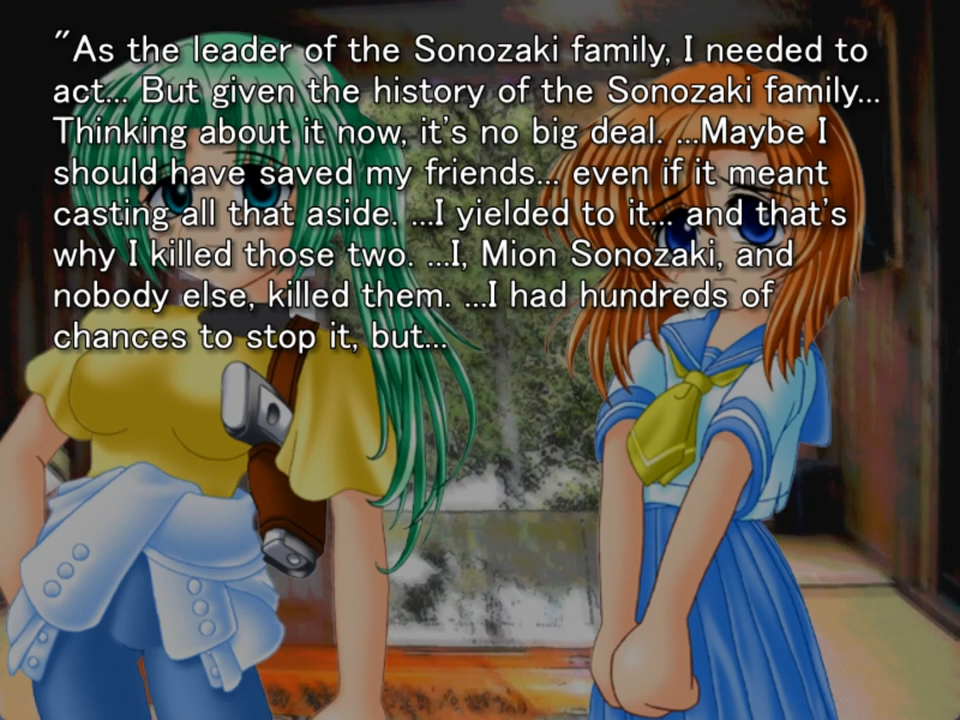 "As the leader of the Sonozaki family, I needed to
act... But given the history of the Sonozaki family...
Thinking about it now, it's no big deal. ...Maybe I
should have saved my friends... even if it meant
casting all that aside. ...I yielded to it... and that's
why I killed those two. ...I, Mion Sonozaki, and
nobody else, killed them. ...I had hundreds of
chances to stop it, but...